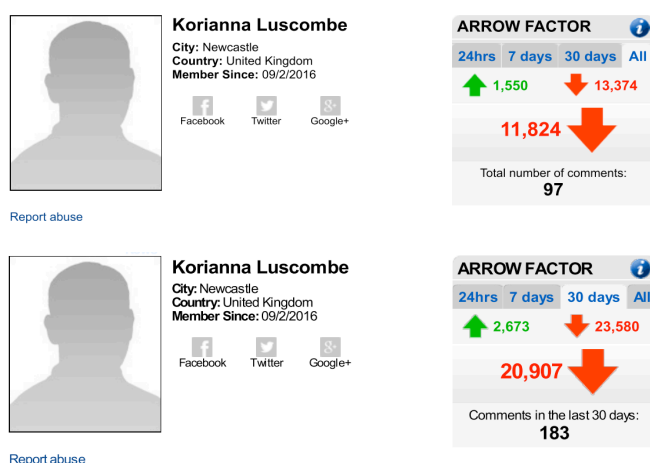 Korianna Luscombe
City: Newcastle
Country: United Kingdom
Member Since: 09/2/2016
Facebook Twitter Google+
Report abuse
ARROW FACTOR
24hrs 7 days 30 days All
1,550 13,374
11,824
Total number of comments:
97
Korianna Luscombe
City: Newcastle
Country: United Kingdom
Member Since: 09/2/2016
Facebook Twitter Google+
Report abuse
ARROW FACTOR
24hrs 7 days 30 days All
2,673 23,580
20,907
Comments in the last 30 days:
183